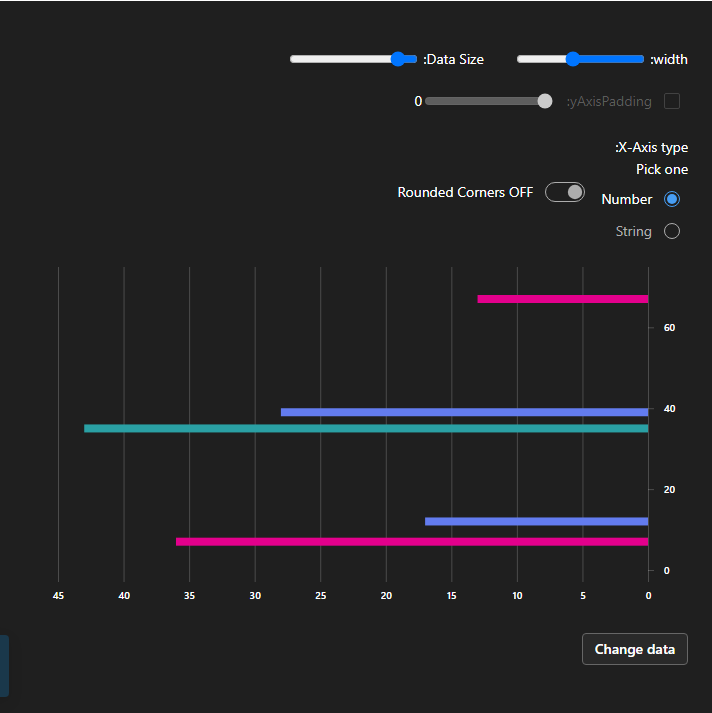 :width
:Data Size
:yAxisPadding
0
:X-Axis type
Pick one
Number
Rounded Corners OFF
String
60
40
20
0
45 40 35 30 25 20 15 10 5 0
Change data